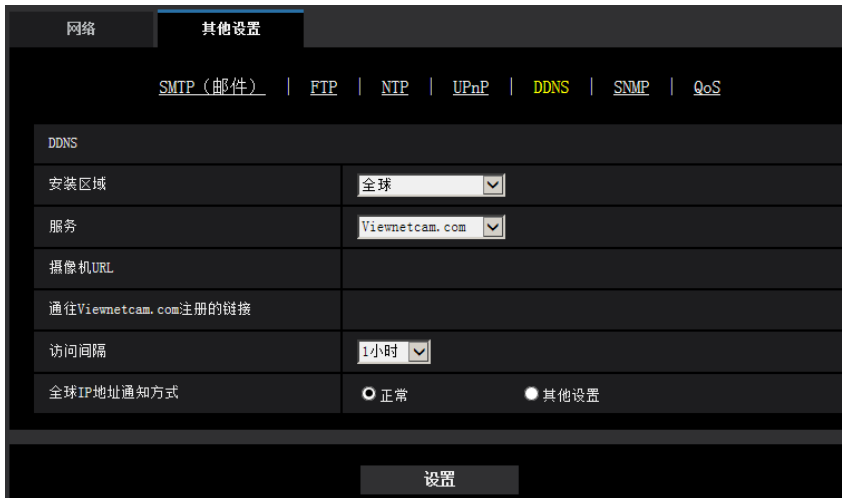 网络 其他设置
SMTP（邮件） | FTP | NTP | UPnP | DDNS | SNMP | QoS
DDNS
安装区域 全球
服务 Viewnetcam.com
摄像机URL
通往Viewnetcam.com注册的链接
访问间隔 1小时
全球IP地址通知方式 正常 其他设置
设置